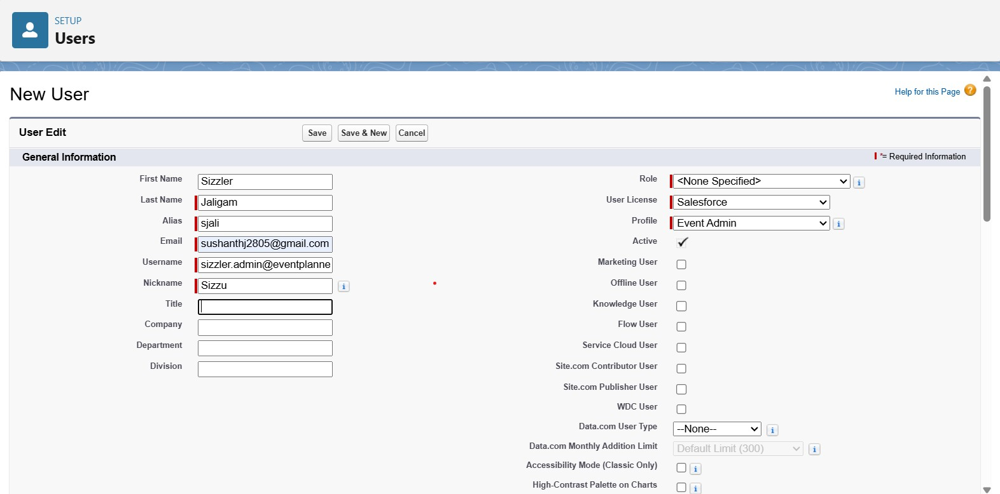 SETUP
Users
New User
Help for this Page ?
User Edit
Save
Save & New
Cancel
General Information
*= Required Information
First Name
Sizzler
Last Name
Jaligam
Alias
sjali
Email
sushanthj2805@gmail.com
Username
sizzler.admin@eventplanne
Nickname
Sizzu
i
Title
Company
Department
Division
Role
<None Specified>
i
User License
Salesforce
Profile
Event Admin
i
Active
Marketing User
Offline User
Knowledge User
Flow User
Service Cloud User
Site.com Contributor User
Site.com Publisher User
WDC User
Data.com User Type
--None--
i
Data.com Monthly Addition Limit
Default Limit (300)
i
Accessibility Mode (Classic Only)
i
High-Contrast Palette on Charts
i